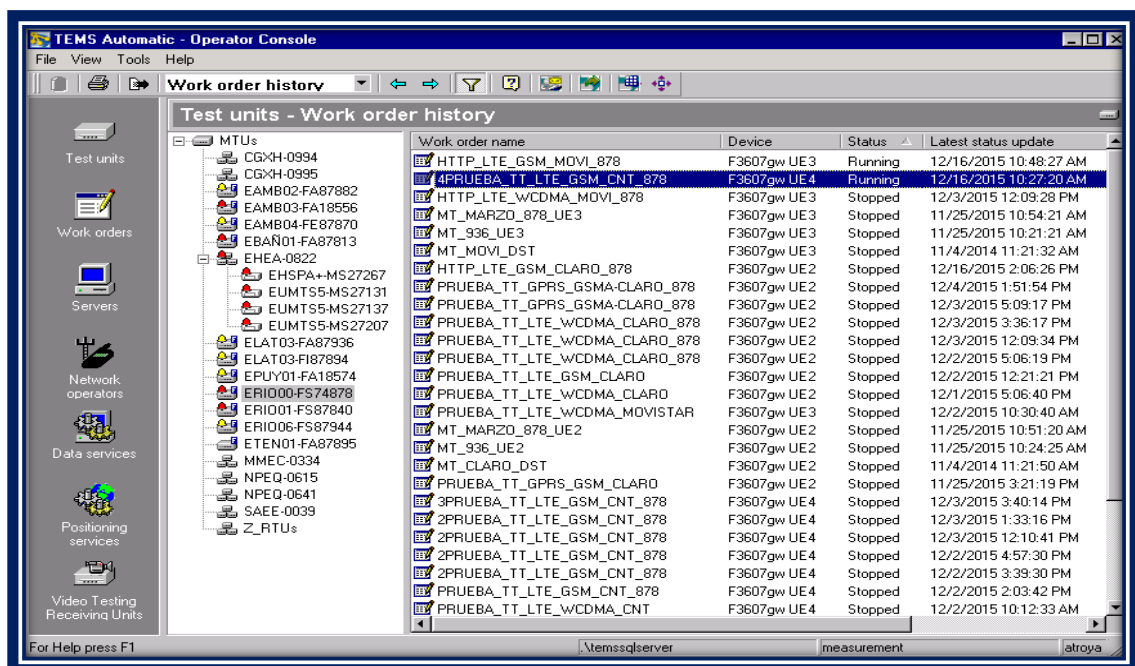 TEMS Automatic - Operator Console
File View Tools Help
Work order history
Test units - Work order history
Test units
Work orders
Servers
Network operators
Data services
Positioning services
Video Testing Receiving Units
MTUs
CGXH-0994
CGXH-0995
EAMB02-FA87882
EAMB03-FA18556
EAMB04-FE87870
EBAÑ01-FA87813
EHEA-0822
EHSPA+-MS27267
EUMTS5-MS27131
EUMTS5-MS27137
EUMTS5-MS27207
ELAT03-FA87936
ELAT03-FI87894
EPUY01-FA18574
ERIO00-FS74878
ERIO01-FS87840
ERIO06-FS87944
ETEN01-FA87895
MMEC-0334
NPEQ-0615
NPEQ-0641
SAEE-0039
Z_RTUs
Work order name Device Status Latest status update
HTTP_LTE_GSM_MOVI_878 F3607gw UE3 Running 12/16/2015 10:48:27 AM
4PRUEBA_TT_LTE_GSM_CNT_878 F3607gw UE4 Running 12/16/2015 10:27:20 AM
HTTP_LTE_WCDMA_MOVI_878 F3607gw UE3 Stopped 12/3/2015 12:09:28 PM
MT_MARZO_878_UE3 F3607gw UE3 Stopped 11/25/2015 10:54:21 AM
MT_936_UE3 F3607gw UE3 Stopped 11/25/2015 10:21:21 AM
MT_MOVI_DST F3607gw UE3 Stopped 11/4/2014 11:21:32 AM
HTTP_LTE_GSM_CLARO_878 F3607gw UE2 Stopped 12/16/2015 2:06:26 PM
PRUEBA_TT_GPRS_GSMA-CLARO_878 F3607gw UE2 Stopped 12/4/2015 1:51:54 PM
PRUEBA_TT_GPRS_GSMA-CLARO_878 F3607gw UE2 Stopped 12/3/2015 5:09:17 PM
PRUEBA_TT_LTE_WCDMA_CLARO_878 F3607gw UE2 Stopped 12/3/2015 3:36:17 PM
PRUEBA_TT_LTE_WCDMA_CLARO_878 F3607gw UE2 Stopped 12/3/2015 12:09:34 PM
PRUEBA_TT_LTE_WCDMA_CLARO_878 F3607gw UE2 Stopped 12/2/2015 5:06:19 PM
PRUEBA_TT_LTE_GSM_CLARO F3607gw UE2 Stopped 12/2/2015 12:21:21 PM
PRUEBA_TT_LTE_WCDMA_CLARO F3607gw UE2 Stopped 12/1/2015 5:06:40 PM
PRUEBA_TT_LTE_WCDMA_MOVISTAR F3607gw UE3 Stopped 12/2/2015 10:30:40 AM
MT_MARZO_878_UE2 F3607gw UE2 Stopped 11/25/2015 10:51:20 AM
MT_936_UE2 F3607gw UE2 Stopped 11/25/2015 10:24:25 AM
MT_CLARO_DST F3607gw UE2 Stopped 11/4/2014 11:21:50 AM
PRUEBA_TT_GPRS_GSM_CLARO F3607gw UE2 Stopped 11/25/2015 3:21:19 PM
3PRUEBA_TT_LTE_GSM_CNT_878 F3607gw UE4 Stopped 12/3/2015 3:40:14 PM
2PRUEBA_TT_LTE_GSM_CNT_878 F3607gw UE4 Stopped 12/3/2015 1:33:16 PM
2PRUEBA_TT_LTE_GSM_CNT_878 F3607gw UE4 Stopped 12/3/2015 12:10:41 PM
2PRUEBA_TT_LTE_GSM_CNT_878 F3607gw UE4 Stopped 12/2/2015 4:57:30 PM
2PRUEBA_TT_LTE_GSM_CNT_878 F3607gw UE4 Stopped 12/2/2015 3:39:30 PM
PRUEBA_TT_LTE_GSM_CNT_878 F3607gw UE4 Stopped 12/2/2015 2:03:42 PM
PRUEBA_TT_LTE_WCDMA_CNT F3607gw UE4 Stopped 12/2/2015 10:12:33 AM
For Help press F1 .\temssqlserver measurement atroya